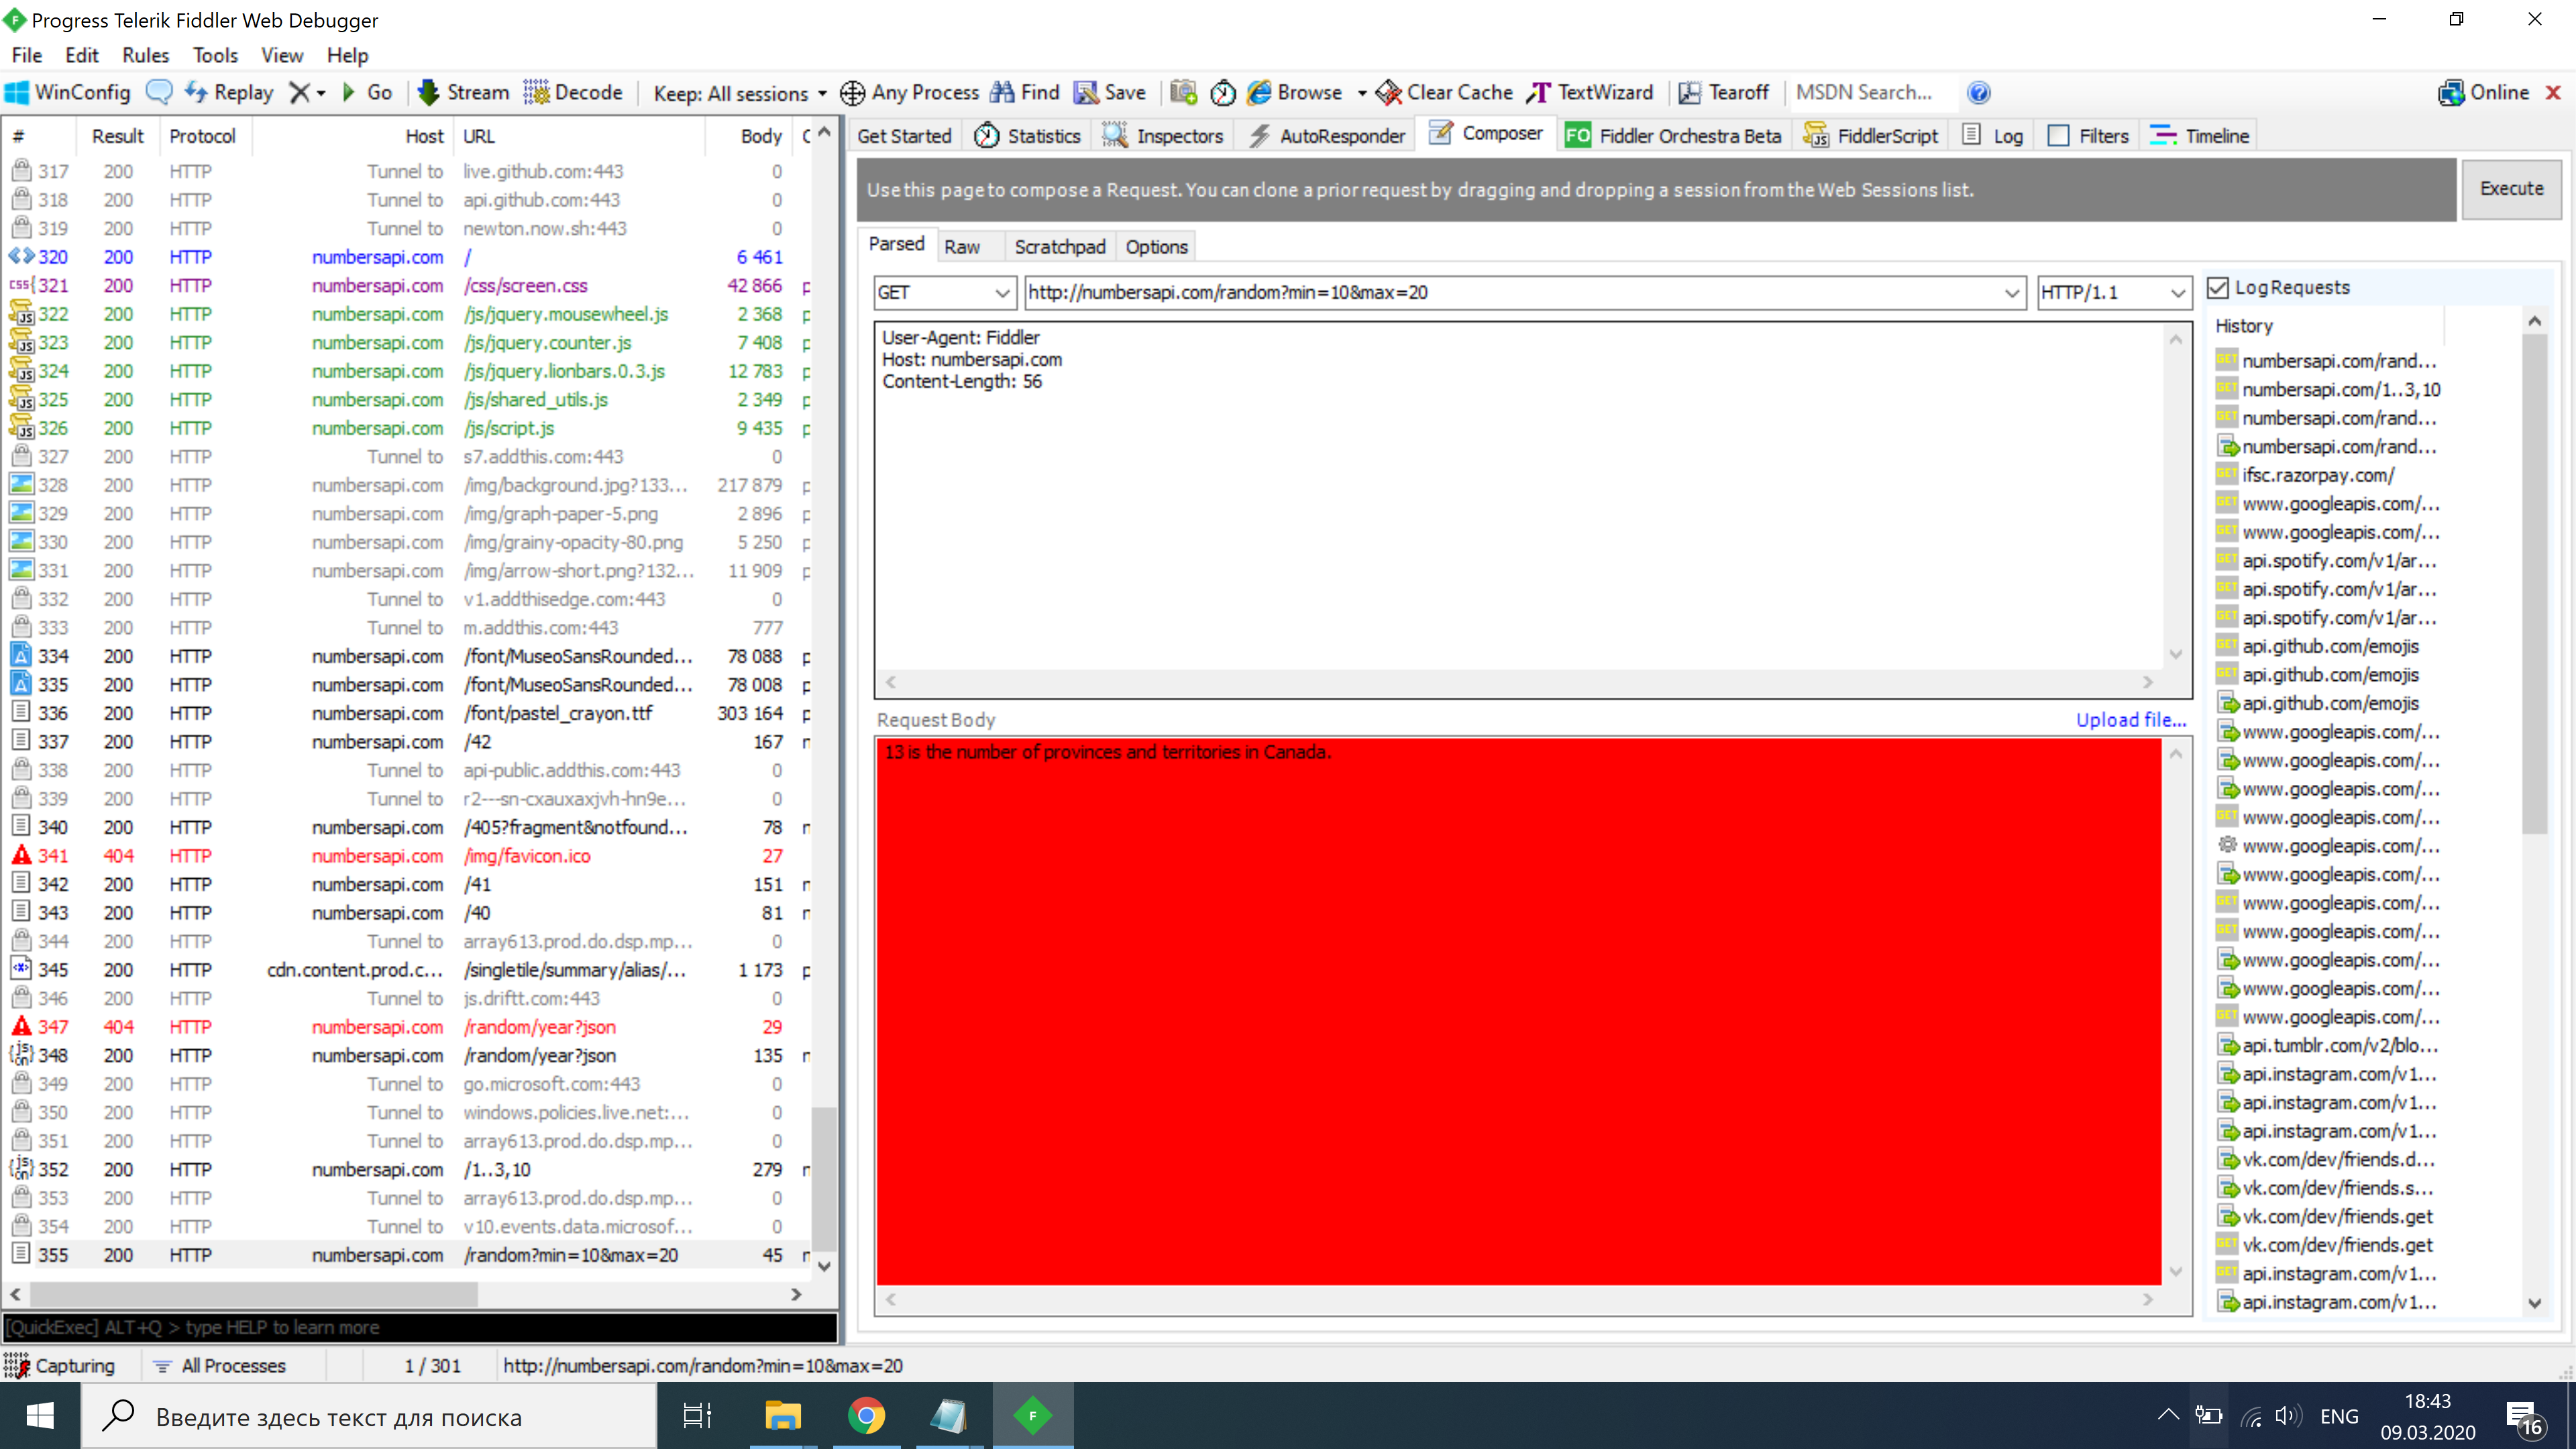 Progress Telerik Fiddler Web Debugger
File Edit Rules Tools View Help
WinConfig Replay Go Stream Decode Keep: All sessions Any Process Find Save Browse Clear Cache TextWizard Tearoff MSDN Search... Online
# Result Protocol Host URL Body C
317 200 HTTP Tunnel to live.github.com:443 0
318 200 HTTP Tunnel to api.github.com:443 0
319 200 HTTP Tunnel to newton.now.sh:443 0
320 200 HTTP numbersapi.com / 6 461
321 200 HTTP numbersapi.com /css/screen.css 42 866 p
322 200 HTTP numbersapi.com /js/jquery.mousewheel.js 2 368 p
323 200 HTTP numbersapi.com /js/jquery.counter.js 7 408 p
324 200 HTTP numbersapi.com /js/jquery.lionbars.0.3.js 12 783 p
325 200 HTTP numbersapi.com /js/shared_utils.js 2 349 p
326 200 HTTP numbersapi.com /js/script.js 9 435 p
327 200 HTTP Tunnel to s7.addthis.com:443 0
328 200 HTTP numbersapi.com /img/background.jpg?133... 217 879 p
329 200 HTTP numbersapi.com /img/graph-paper-5.png 2 896 p
330 200 HTTP numbersapi.com /img/grainy-opacity-80.png 5 250 p
331 200 HTTP numbersapi.com /img/arrow-short.png?132... 11 909 p
332 200 HTTP Tunnel to v1.addthisedge.com:443 0
333 200 HTTP Tunnel to m.addthis.com:443 777
334 200 HTTP numbersapi.com /font/MuseoSansRounded... 78 088 p
335 200 HTTP numbersapi.com /font/MuseoSansRounded... 78 008 p
336 200 HTTP numbersapi.com /font/pastel_crayon.ttf 303 164 p
337 200 HTTP numbersapi.com /42 167 n
338 200 HTTP Tunnel to api-public.addthis.com:443 0
339 200 HTTP Tunnel to r2---sn-cxauxaxjvh-hn9e... 0
340 200 HTTP numbersapi.com /405?fragment&notfound... 78 n
341 404 HTTP numbersapi.com /img/favicon.ico 27
342 200 HTTP numbersapi.com /41 151 n
343 200 HTTP numbersapi.com /40 81 n
344 200 HTTP Tunnel to array613.prod.do.dsp.mp... 0
345 200 HTTP cdn.content.prod.c... /singletile/summary/alias/... 1 173 p
346 200 HTTP Tunnel to js.driftt.com:443 0
347 404 HTTP numbersapi.com /random/year?json 29
348 200 HTTP numbersapi.com /random/year?json 135 n
349 200 HTTP Tunnel to go.microsoft.com:443 0
350 200 HTTP Tunnel to windows.policies.live.net:... 0
351 200 HTTP Tunnel to array613.prod.do.dsp.mp... 0
352 200 HTTP numbersapi.com /1..3,10 279 n
353 200 HTTP Tunnel to array613.prod.do.dsp.mp... 0
354 200 HTTP Tunnel to v10.events.data.microsof... 0
355 200 HTTP numbersapi.com /random?min=10&max=20 45 n
[QuickExec] ALT+Q > type HELP to learn more
Get Started Statistics Inspectors AutoResponder Composer FO Fiddler Orchestra Beta FiddlerScript Log Filters Timeline
Use this page to compose a Request. You can clone a prior request by dragging and dropping a session from the Web Sessions list.
Execute
Parsed Raw Scratchpad Options
GET http://numbersapi.com/random?min=10&max=20 HTTP/1.1
User-Agent: Fiddler
Host: numbersapi.com
Content-Length: 56
Request Body Upload file...
13 is the number of provinces and territories in Canada.
Log Requests
History
numbersapi.com/rand...
numbersapi.com/1..3,10
numbersapi.com/rand...
numbersapi.com/rand...
ifsc.razorpay.com/
www.googleapis.com/...
www.googleapis.com/...
api.spotify.com/v1/ar...
api.spotify.com/v1/ar...
api.spotify.com/v1/ar...
api.github.com/emojis
api.github.com/emojis
api.github.com/emojis
www.googleapis.com/...
www.googleapis.com/...
www.googleapis.com/...
www.googleapis.com/...
www.googleapis.com/...
www.googleapis.com/...
www.googleapis.com/...
www.googleapis.com/...
www.googleapis.com/...
www.googleapis.com/...
www.googleapis.com/...
api.tumblr.com/v2/blo...
api.instagram.com/v1...
api.instagram.com/v1...
api.instagram.com/v1...
vk.com/dev/friends.d...
vk.com/dev/friends.s...
vk.com/dev/friends.get
vk.com/dev/friends.get
api.instagram.com/v1...
api.instagram.com/v1...
Capturing All Processes 1 / 301 http://numbersapi.com/random?min=10&max=20
Введите здесь текст для поиска
ENG
18:43
09.03.2020
16